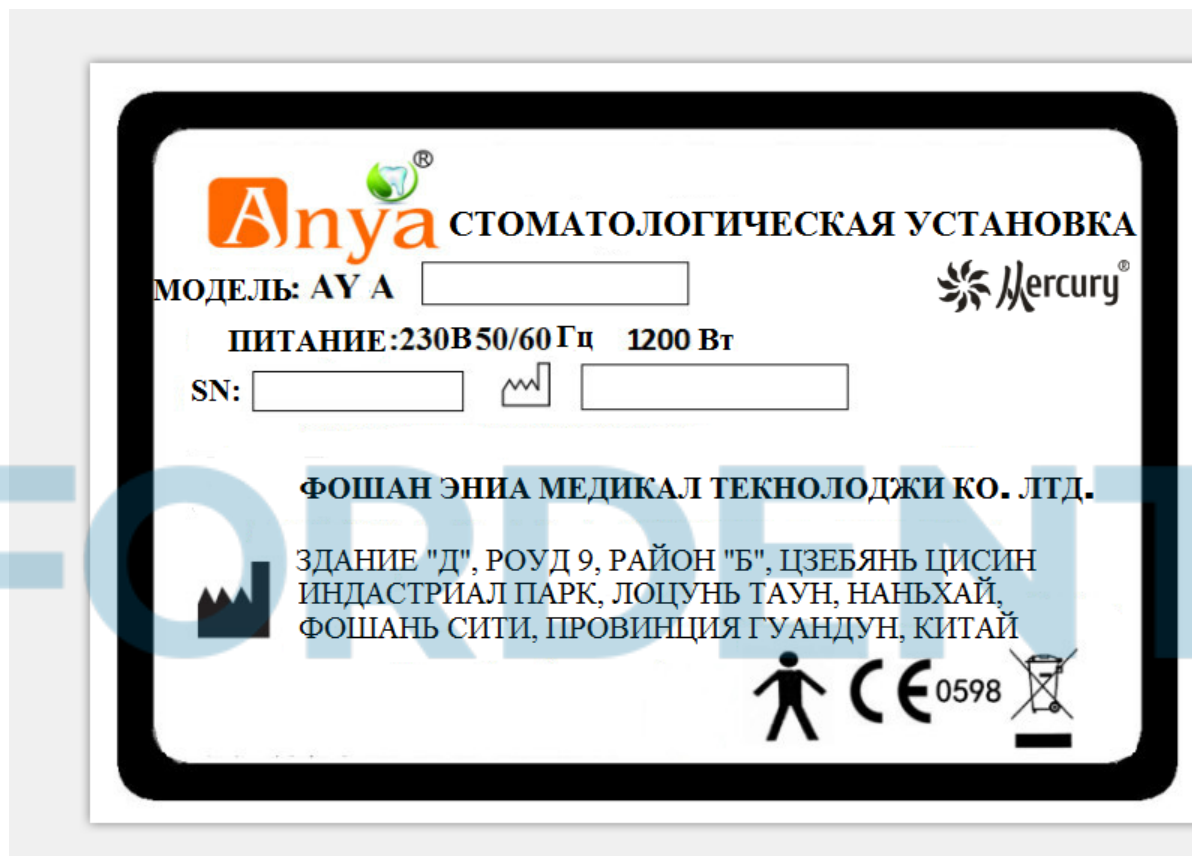 Anya®
СТОМАТОЛОГИЧЕСКАЯ УСТАНОВКА
МОДЕЛЬ: AY A
Mercury®
ПИТАНИЕ:230В 50/60 Гц 1200 Вт
SN:
ФОШАН ЭНИА МЕДИКАЛ ТЕКНОЛОДЖИ КО. ЛТД.
ЗДАНИЕ "Д", РОУД 9, РАЙОН "Б", ЦЗЕБЯНЬ ЦИСИН
ИНДАСТРИАЛ ПАРК, ЛОЦУНЬ ТАУН, НАНЬХАЙ,
ФОШАНЬ СИТИ, ПРОВИНЦИЯ ГУАНДУН, КИТАЙ
CE 0598
FORDENT